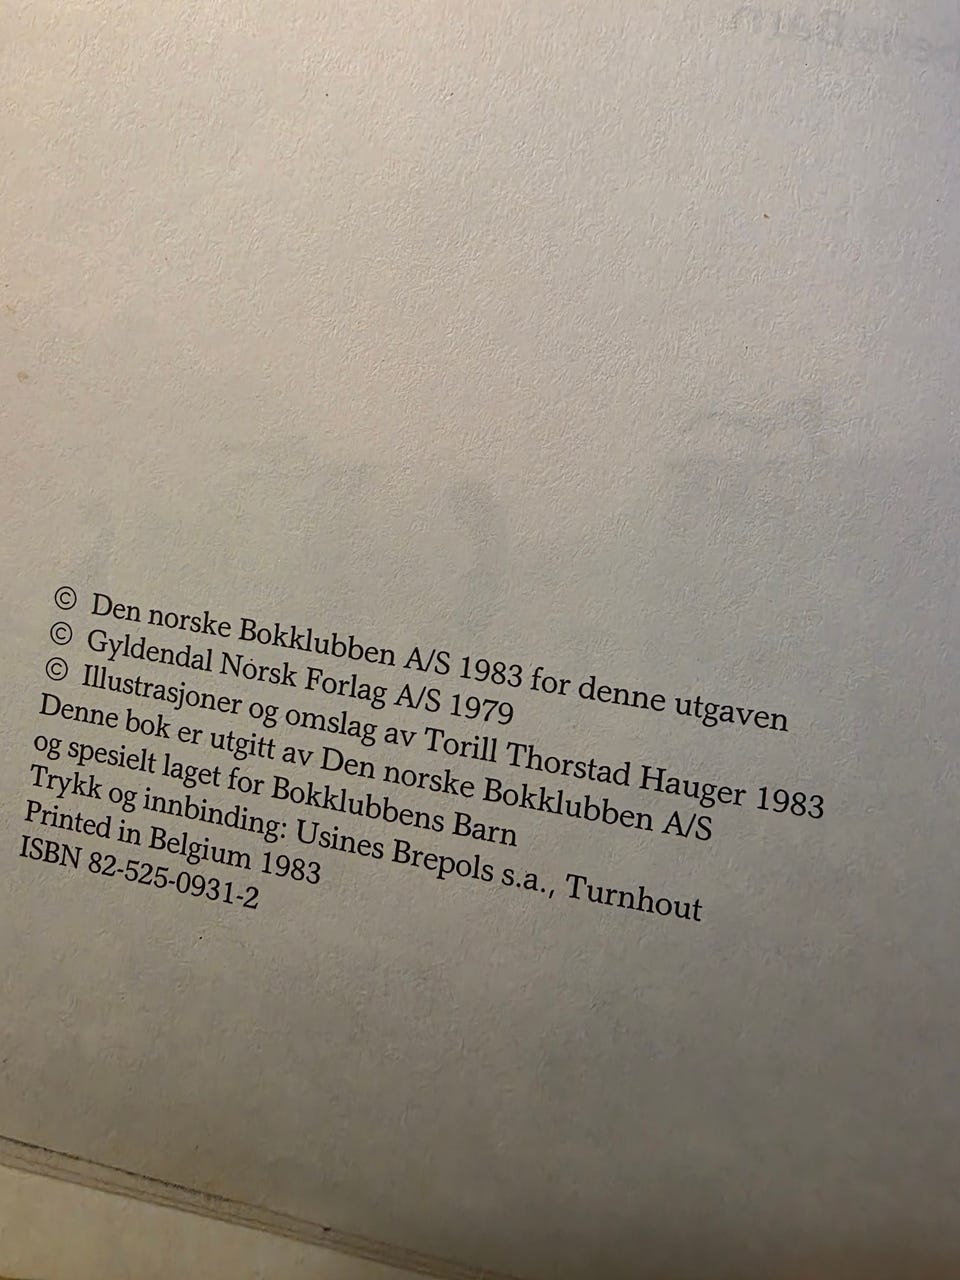 © Den norske Bokklubben A/S 1983 for denne utgaven
© Gyldendal Norsk Forlag A/S 1979
© Illustrasjoner og omslag av Torill Thorstad Hauger 1983
Denne bok er utgitt av Den norske Bokklubben A/S
og spesielt laget for Bokklubbens Barn
Trykk og innbinding: Usines Brepols s.a., Turnhout
Printed in Belgium 1983
ISBN 82-525-0931-2